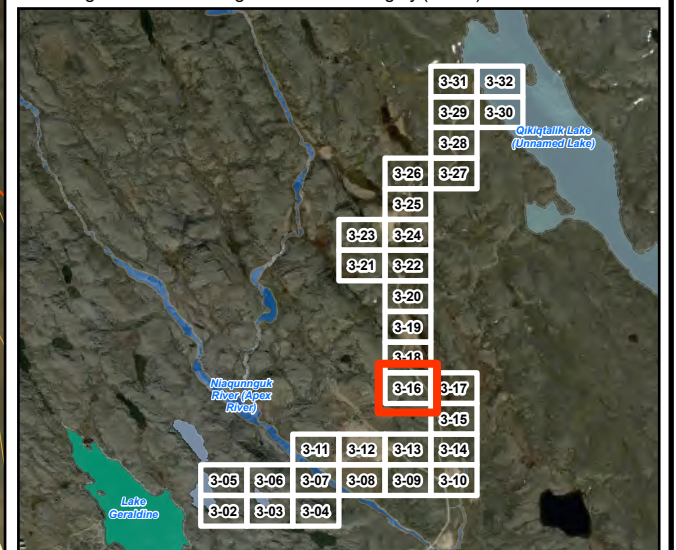 3-31 3-32
3-29 3-30
Qikiqtalik Lake
(Unnamed Lake)
3-28
3-26 3-27
3-25
3-23 3-24
3-21 3-22
3-20
3-19
3-18
3-16 3-17
Niaqunnguk
River (Apex
River)
3-15
3-11 3-12 3-13 3-14
3-05 3-06 3-07 3-08 3-09 3-10
Lake
Geraldine
3-02 3-03 3-04